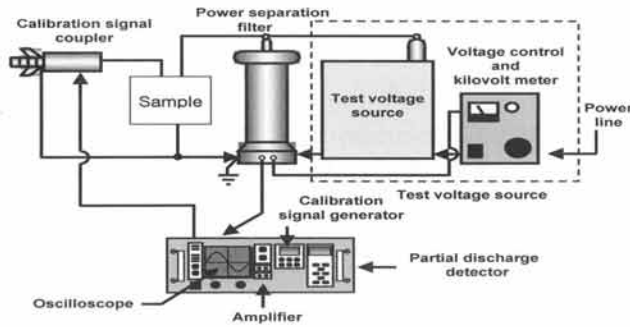 Calibration signal
coupler
Power separation
filter
Voltage control
and
kilovolt meter
Sample
Test voltage
source
Power
line
Test voltage source
Calibration
signal generator
Partial discharge
detector
Oscilloscope
Amplifier